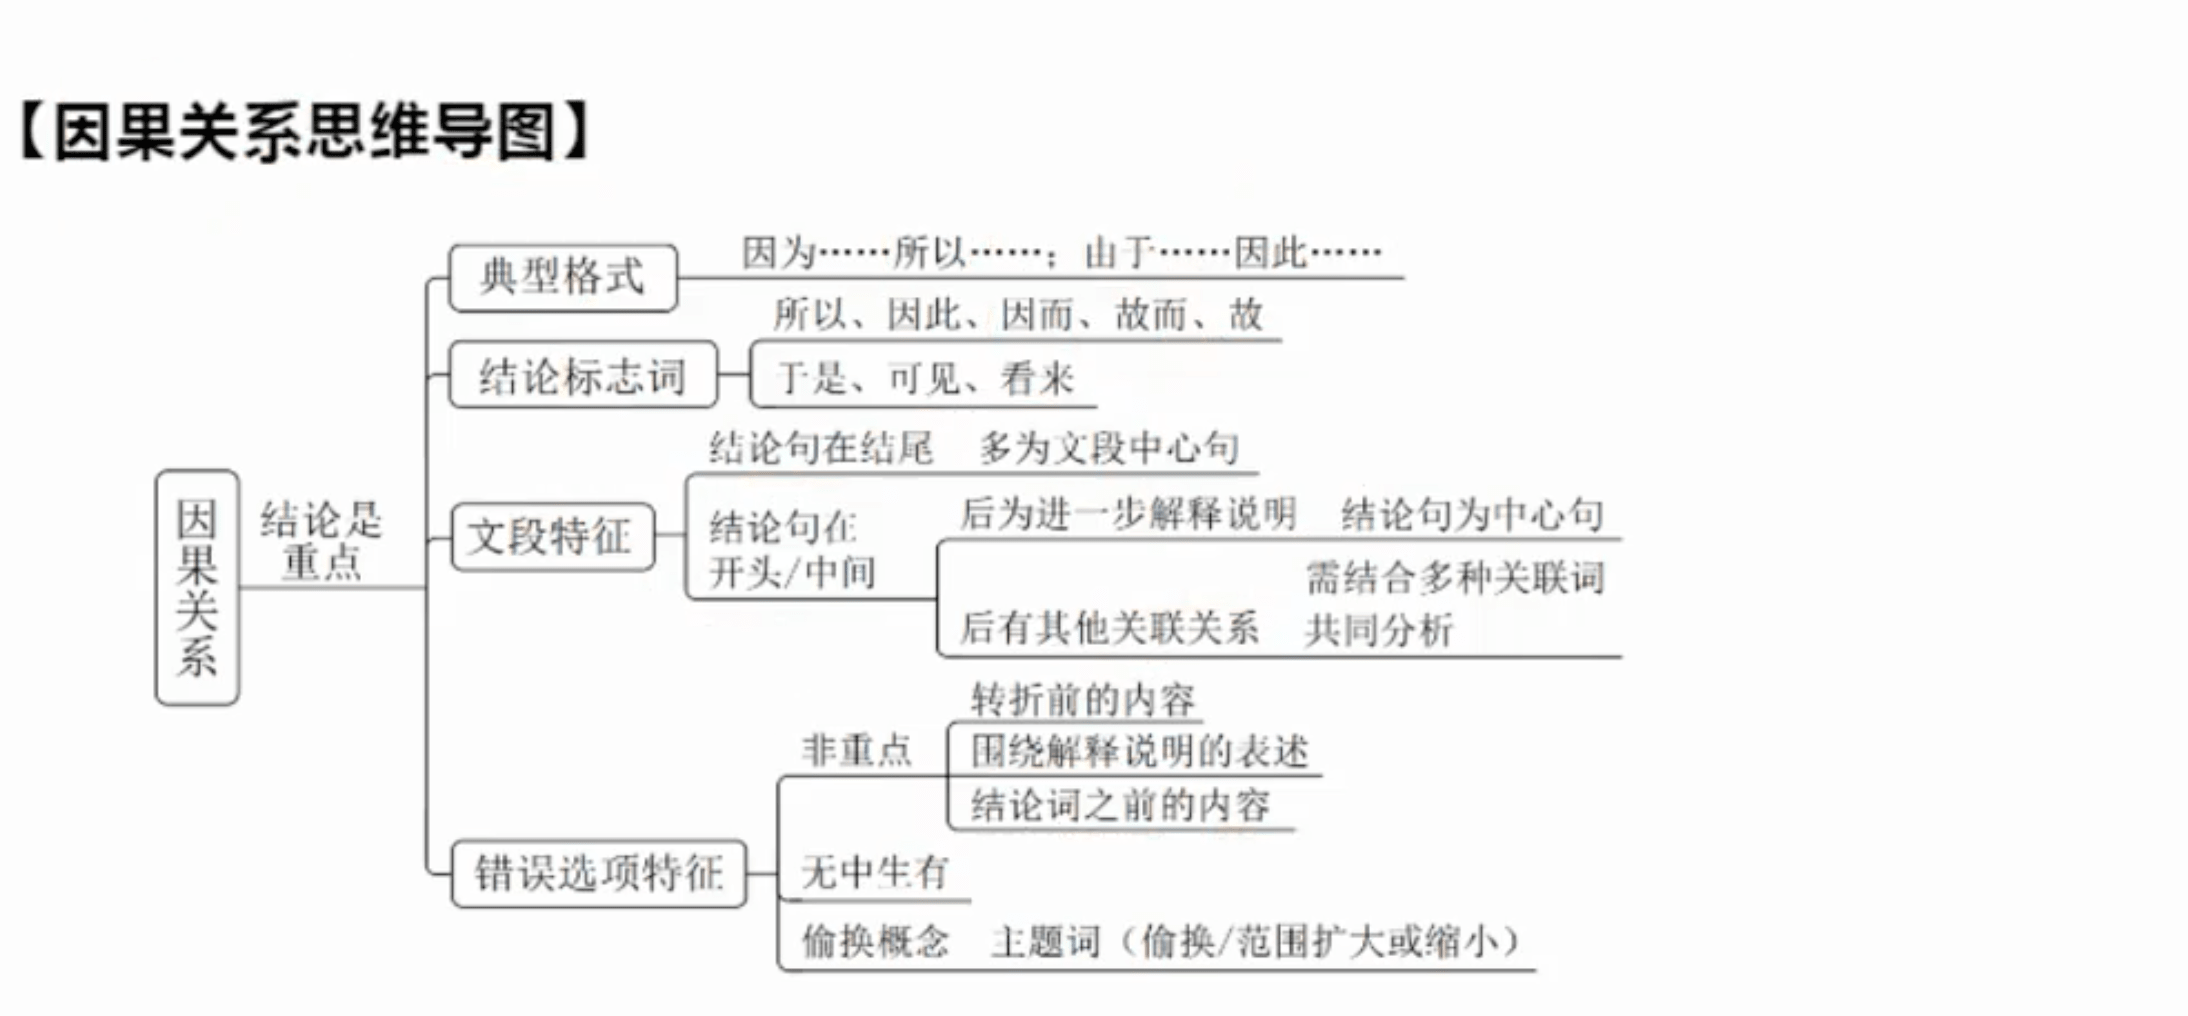 【因果关系思维导图】
因果关系
结论是
重点
典型格式
因为……所以……；由于……因此……
结论标志词
所以、因此、因而、故而、故
于是、可见、看来
文段特征
结论句在结尾 多为文段中心句
结论句在
开头/中间
后为进一步解释说明 结论句为中心句
后有其他关联关系 需结合多种关联词
共同分析
错误选项特征
非重点
转折前的内容
围绕解释说明的表述
结论词之前的内容
无中生有
偷换概念 主题词（偷换/范围扩大或缩小）